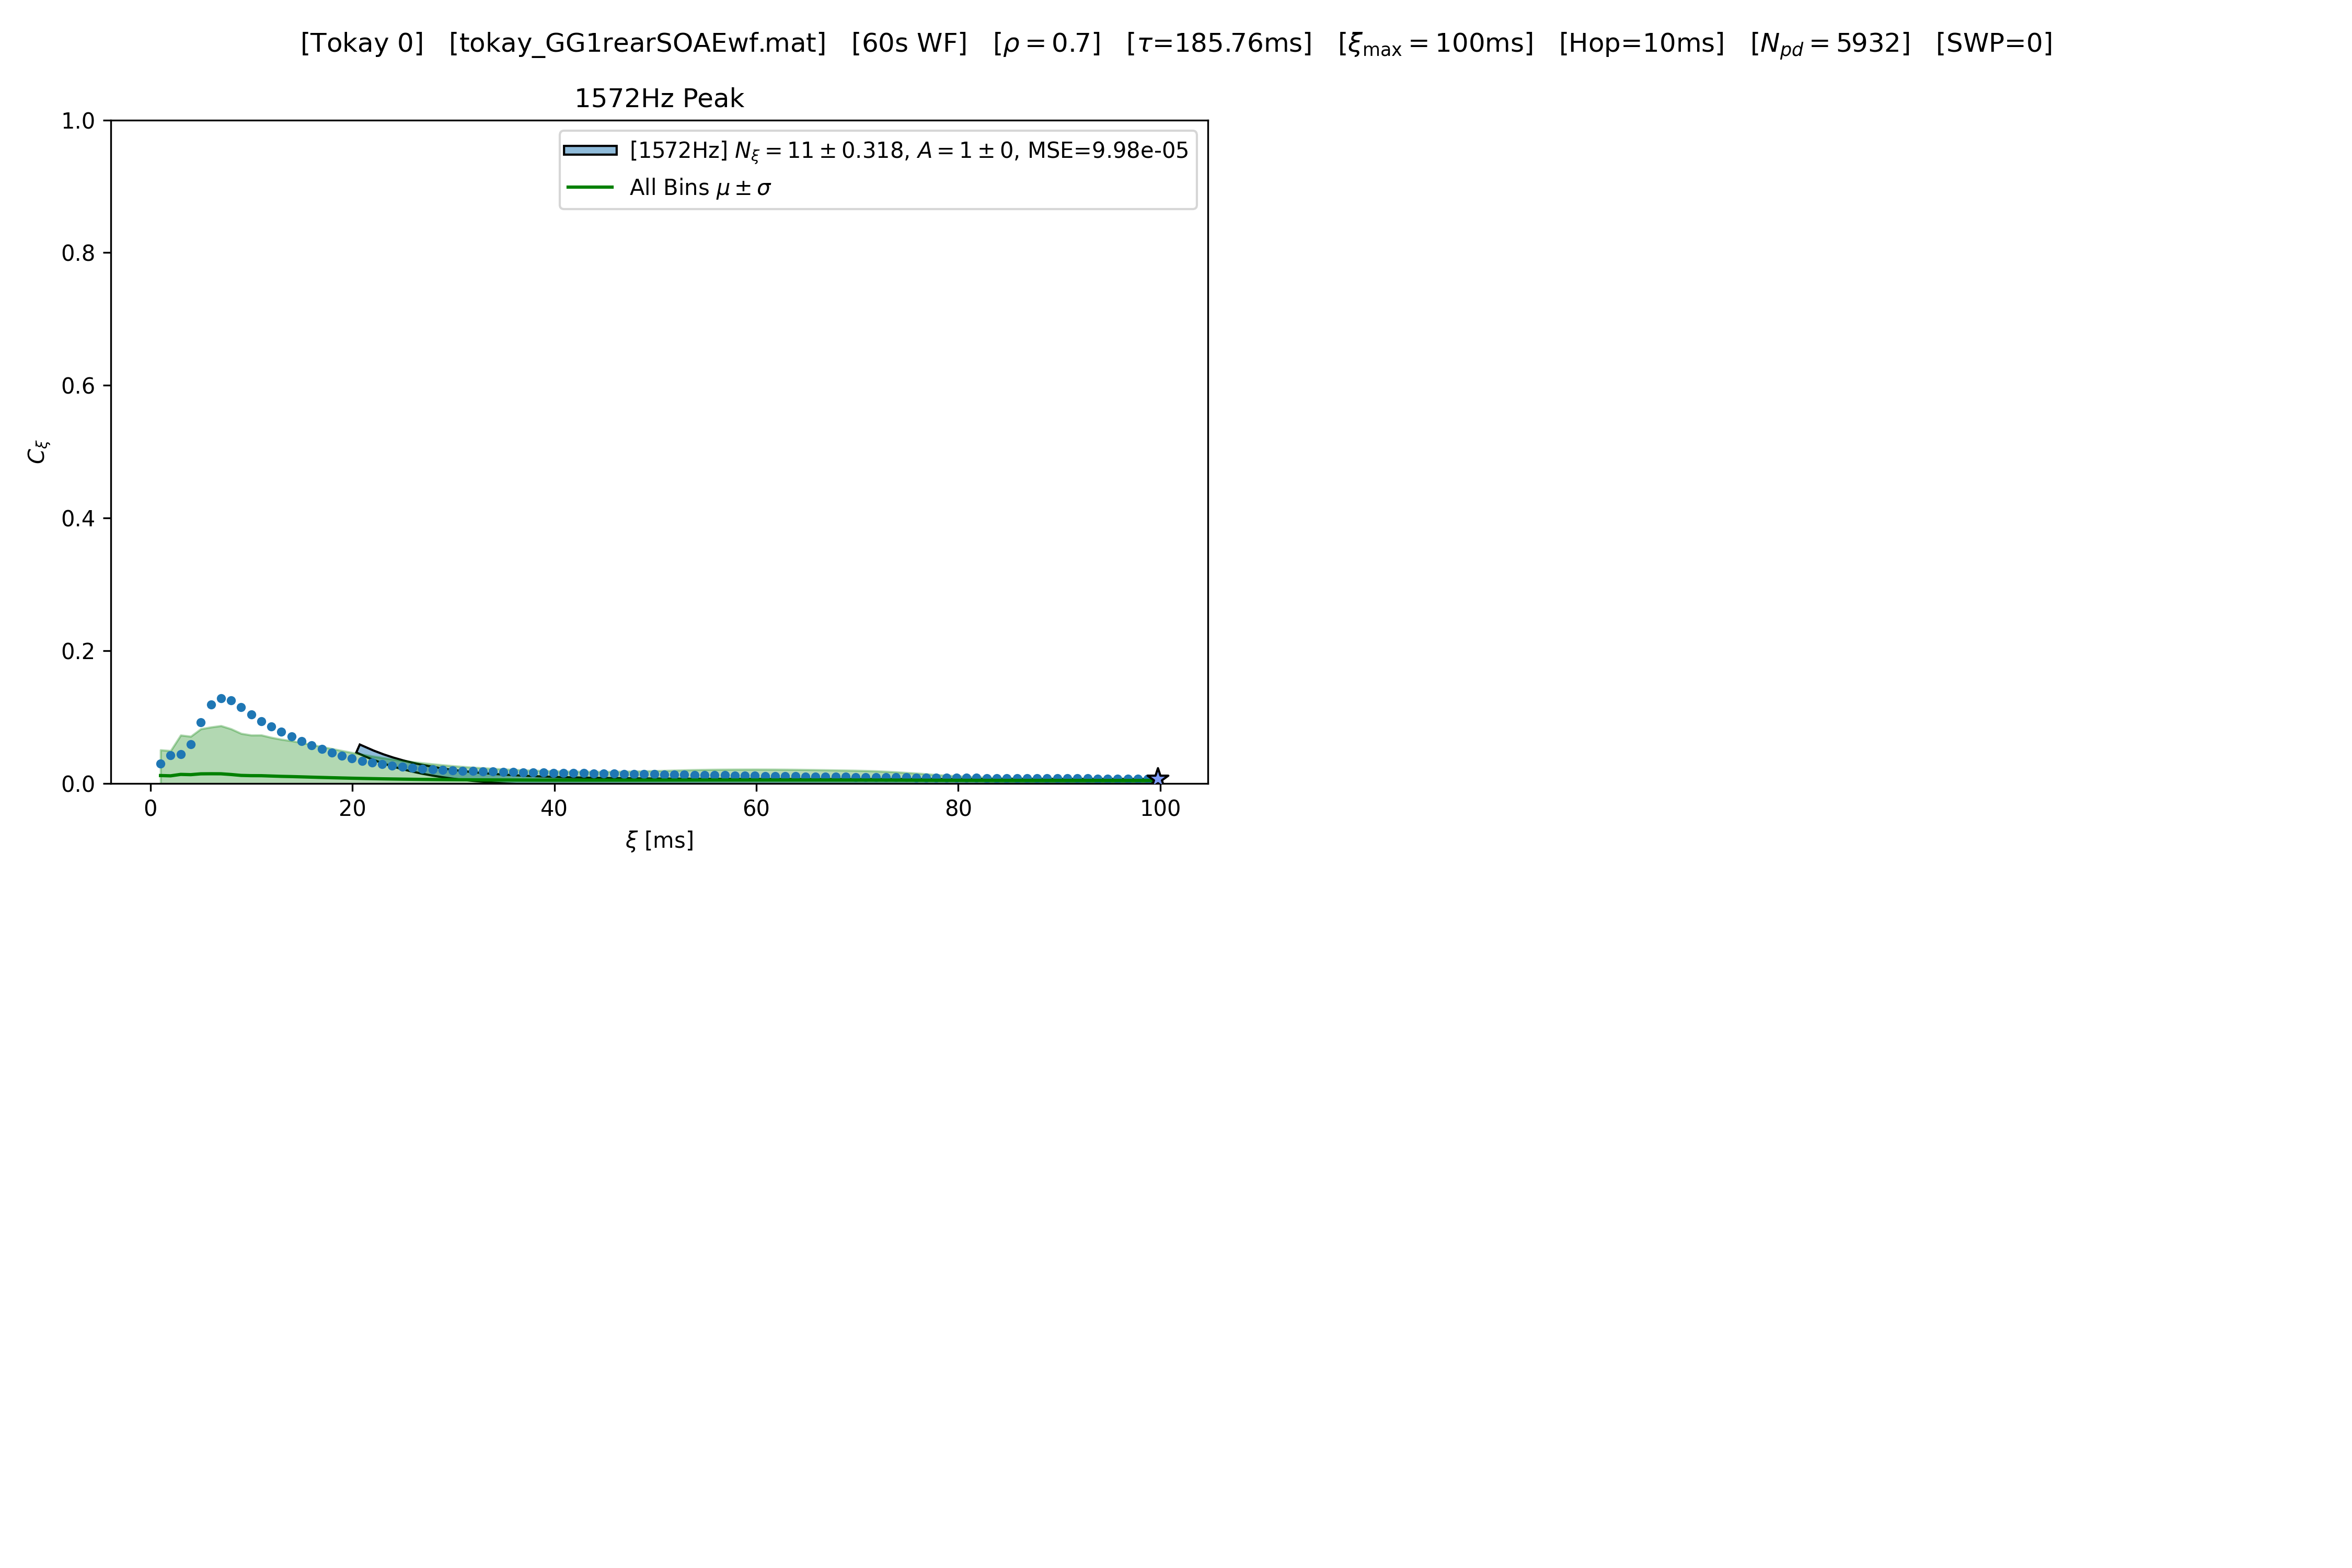 [Tokay 0] [tokay_GG1rearSOAEwf.mat] [60s WF] [ρ = 0.7] [τ=185.76ms] [ξmax = 100ms] [Hop=10ms] [Npd = 5932] [SWP=0]
1572Hz Peak
[1572Hz] Nξ = 11 ± 0.318, A = 1 ± 0, MSE=9.98e-05
All Bins μ ± σ
1.0
0.8
0.6
0.4
0.2
0.0
Cξ
0 20 40 60 80 100
ξ [ms]